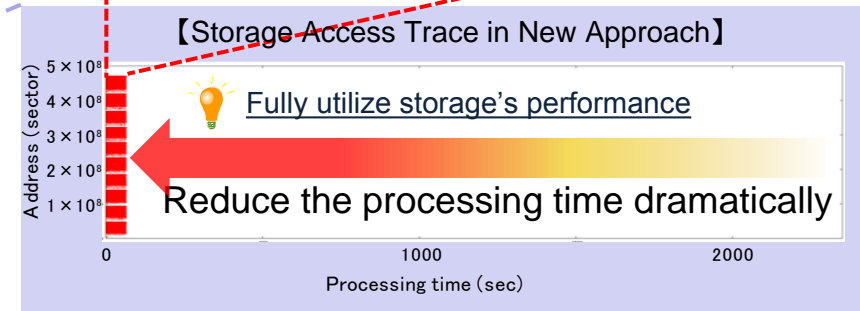 【Storage Access Trace in New Approach】
Address (sector)
5×10⁸
4×10⁸
3×10⁸
2×10⁸
1×10⁸
Fully utilize storage's performance
Reduce the processing time dramatically
0 1000 2000
Processing time (sec)